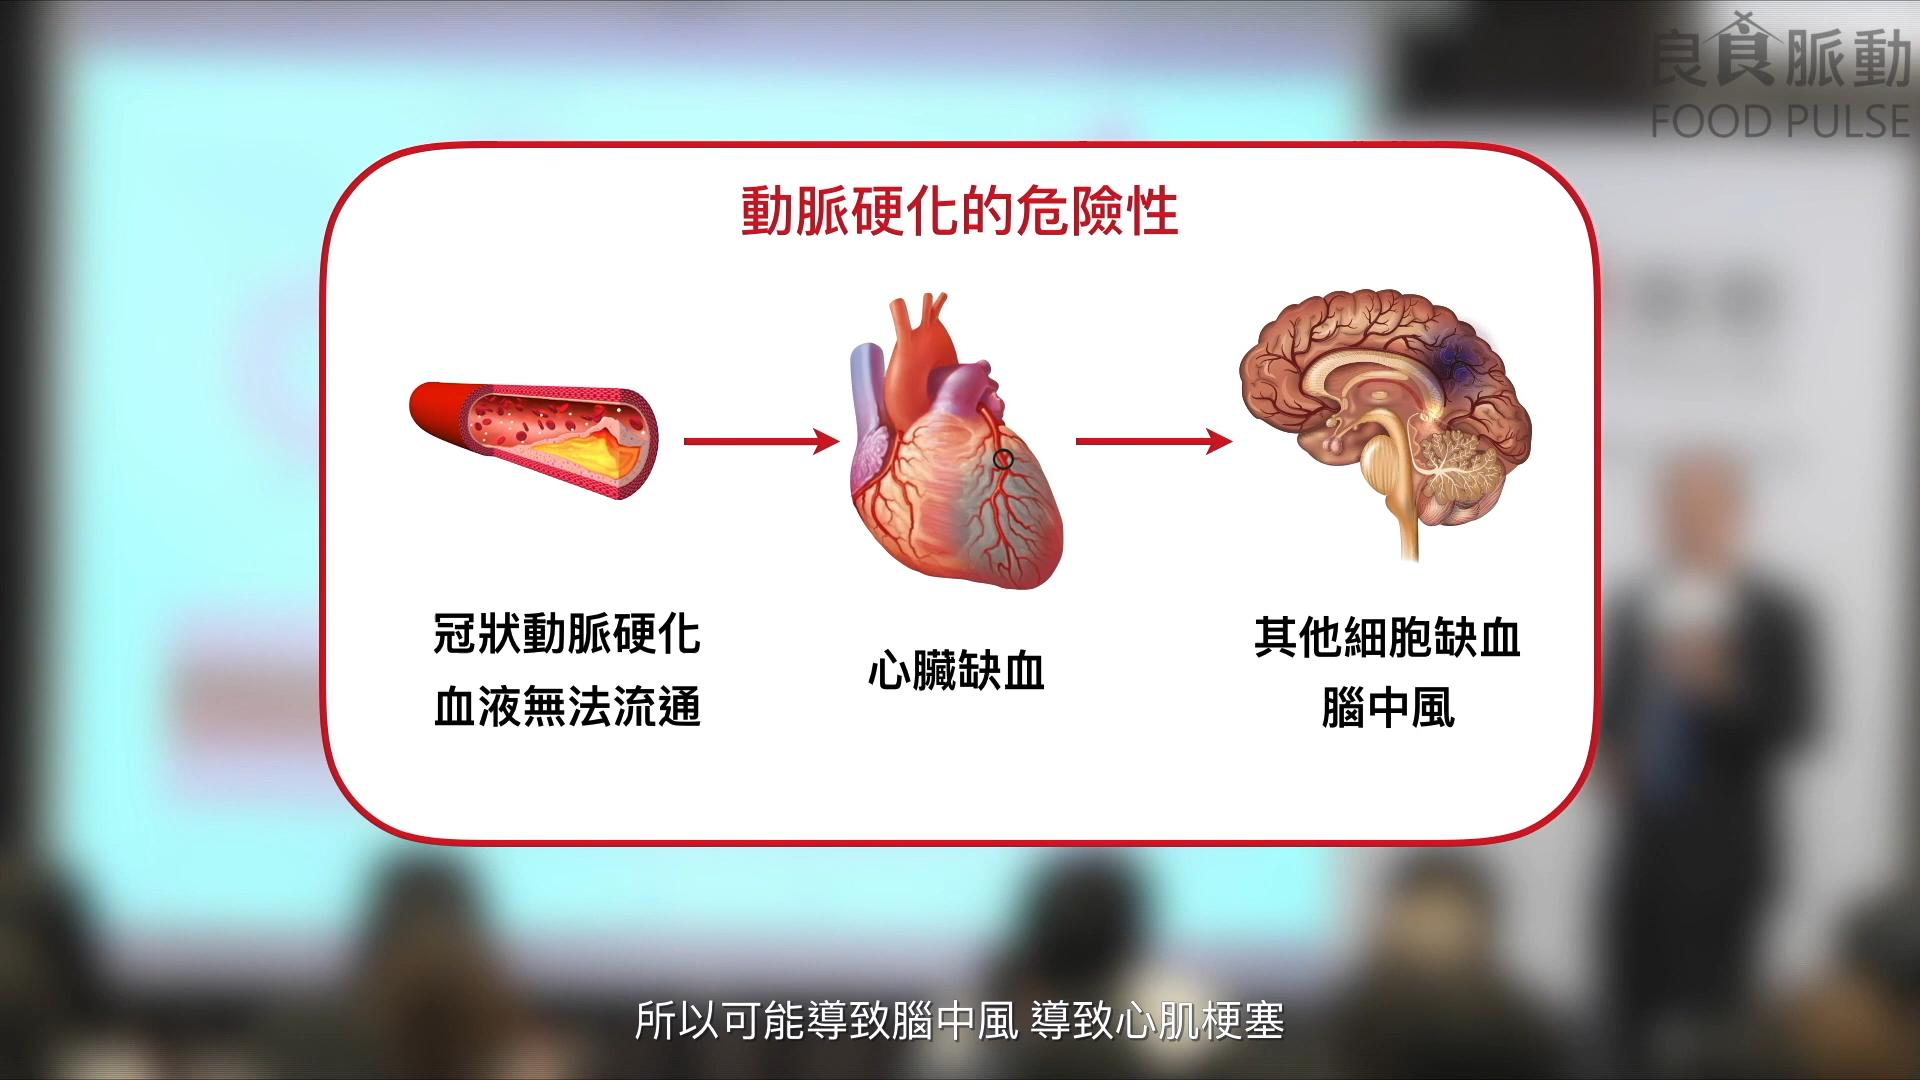 良食脈動
FOOD PULSE
動脈硬化的危險性
冠狀動脈硬化
血液無法流通
心臟缺血
其他細胞缺血
腦中風
所以可能導致腦中風 導致心肌梗塞